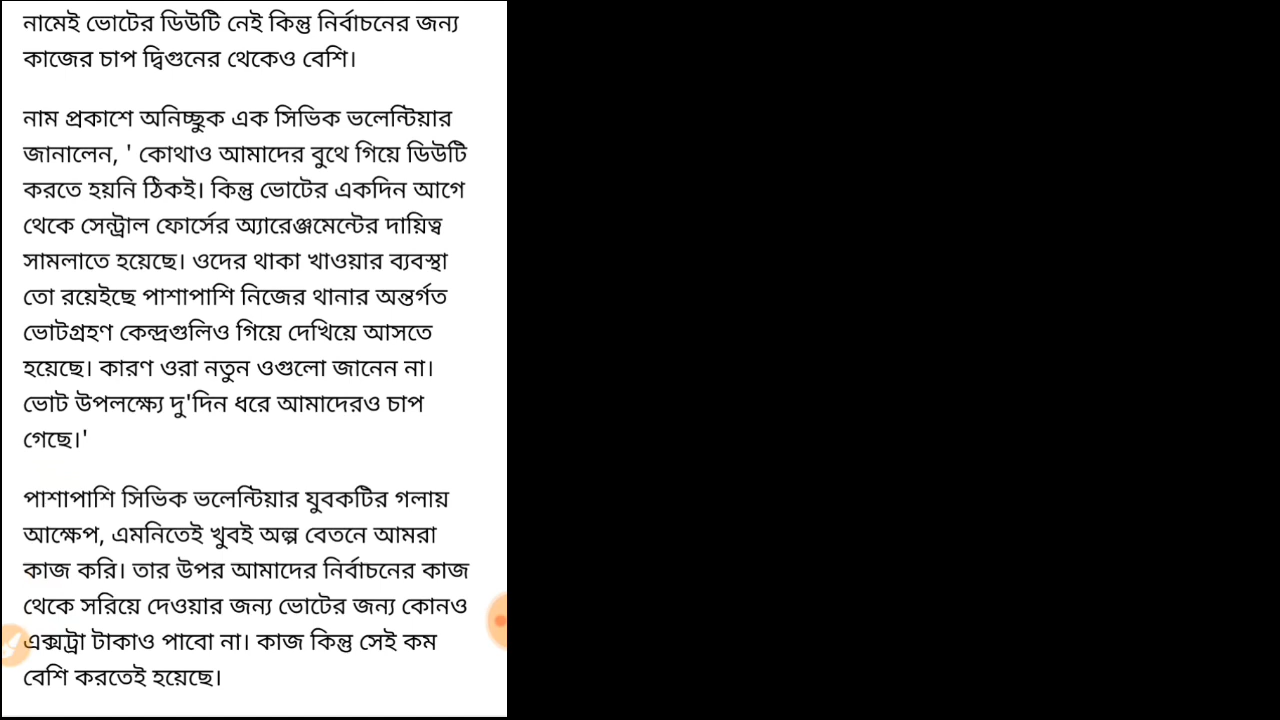 নামেই ভোটের ডিউটি নেই কিন্তু নির্বাচনের জন্য
কাজের চাপ দ্বিগুনের থেকেও বেশি।
নাম প্রকাশে অনিচ্ছুক এক সিভিক ভলেন্টিয়ার
জানালেন, ' কোথাও আমাদের বুথে গিয়ে ডিউটি
করতে হয়নি ঠিকই। কিন্তু ভোটের একদিন আগে
থেকে সেন্ট্রাল ফোর্সের অ্যারেঞ্জমেন্টের দায়িত্ব
সামলাতে হয়েছে। ওদের থাকা খাওয়ার ব্যবস্থা
তো রয়েইছে পাশাপাশি নিজের থানার অন্তর্গত
ভোটগ্রহণ কেন্দ্রগুলিও গিয়ে দেখিয়ে আসতে
হয়েছে। কারণ ওরা নতুন ওগুলো জানেন না।
ভোট উপলক্ষ্যে দু'দিন ধরে আমাদেরও চাপ
গেছে।'
পাশাপাশি সিভিক ভলেন্টিয়ার যুবকটির গলায়
আক্ষেপ, এমনিতেই খুবই অল্প বেতনে আমরা
কাজ করি। তার উপর আমাদের নির্বাচনের কাজ
থেকে সরিয়ে দেওয়ার জন্য ভোটের জন্য কোনও
এক্সট্রা টাকাও পাবো না। কাজ কিন্তু সেই কম
বেশি করতেই হয়েছে।